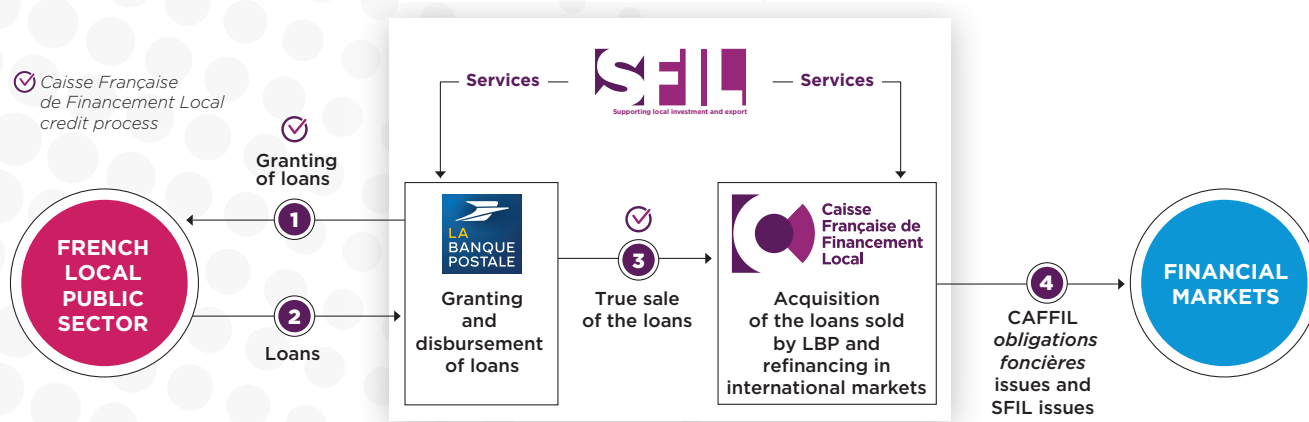 Caisse Française
de Financement Local
credit process
Services
SFIL
Supporting local investment and export
Services
Granting
of loans
1
FRENCH
LOCAL
PUBLIC
SECTOR
2
Loans
LA
BANQUE
POSTALE
Granting
and
disbursement
of loans
3
True sale
of the loans
Caisse
Française de
Financement
Local
Acquisition
of the loans sold
by LBP and
refinancing in
international markets
4
CAFFIL
obligations
foncières
issues and
SFIL issues
FINANCIAL
MARKETS